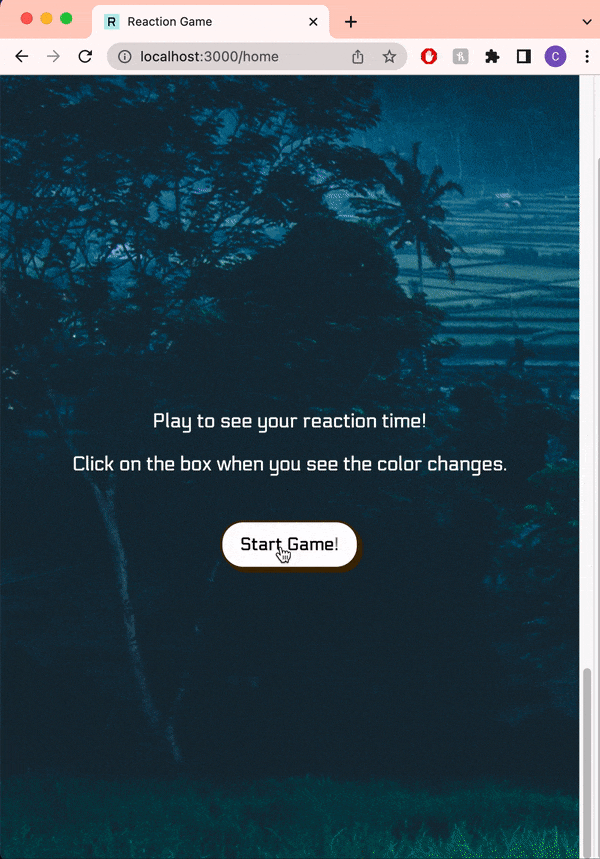 R Reaction Game
localhost:3000/home
C
Play to see your reaction time!
Click on the box when you see the color changes.
Start Game!